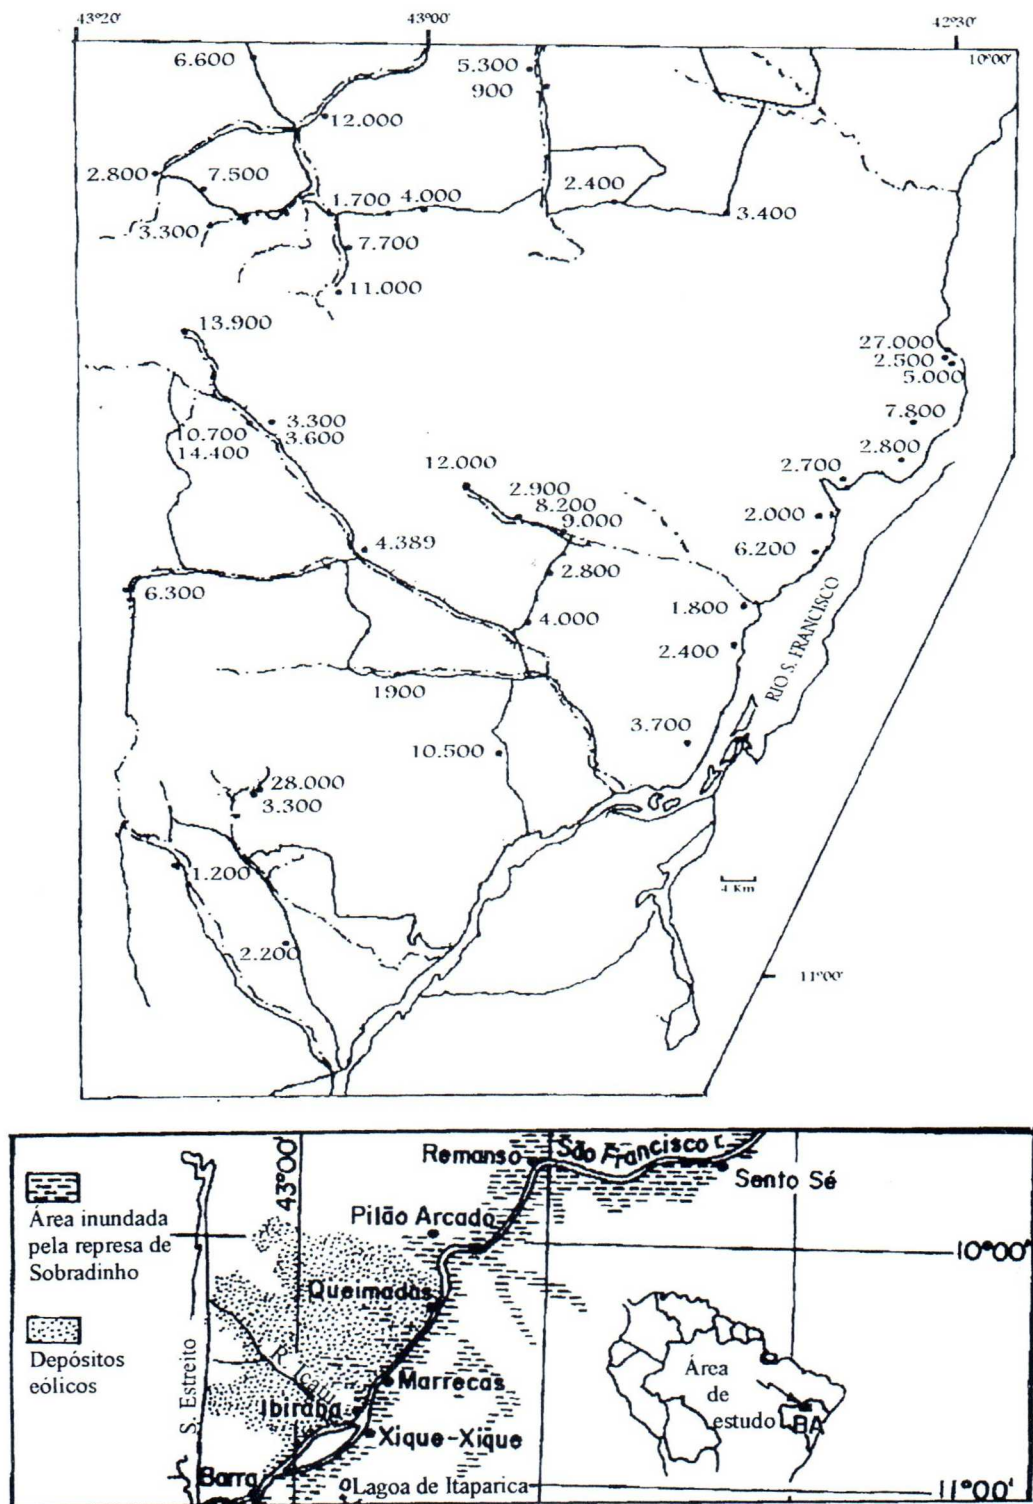 43°20'
43°00'
42°30'
10°00'
6.600
5.300
900
12.000
2.800
7.500
2.400
1.700
4.000
3.400
3.300
7.700
11.000
13.900
27.000
2.500
5.000
7.800
3.300
10.700
3.600
14.400
2.800
12.000
2.700
2.900
8.200
9.000
2.000
4.389
6.200
2.800
6.300
1.800
4.000
2.400
RIO S. FRANCISCO
1900
3.700
10.500
28.000
3.300
1.200
4 Km
2.200
11°00'
43°00'
Remanso
São Francisco r.
Sento Sé
Área inundada
pela represa de
Sobradinho
Pilão Arcado
10°00'
Queimadas
Depósitos
eólicos
S. Estreito
Marrecas
Área
de
estudo
BA
Ibiraba
Xique-Xique
Barra
Lagoa de Itaparica
11°00'